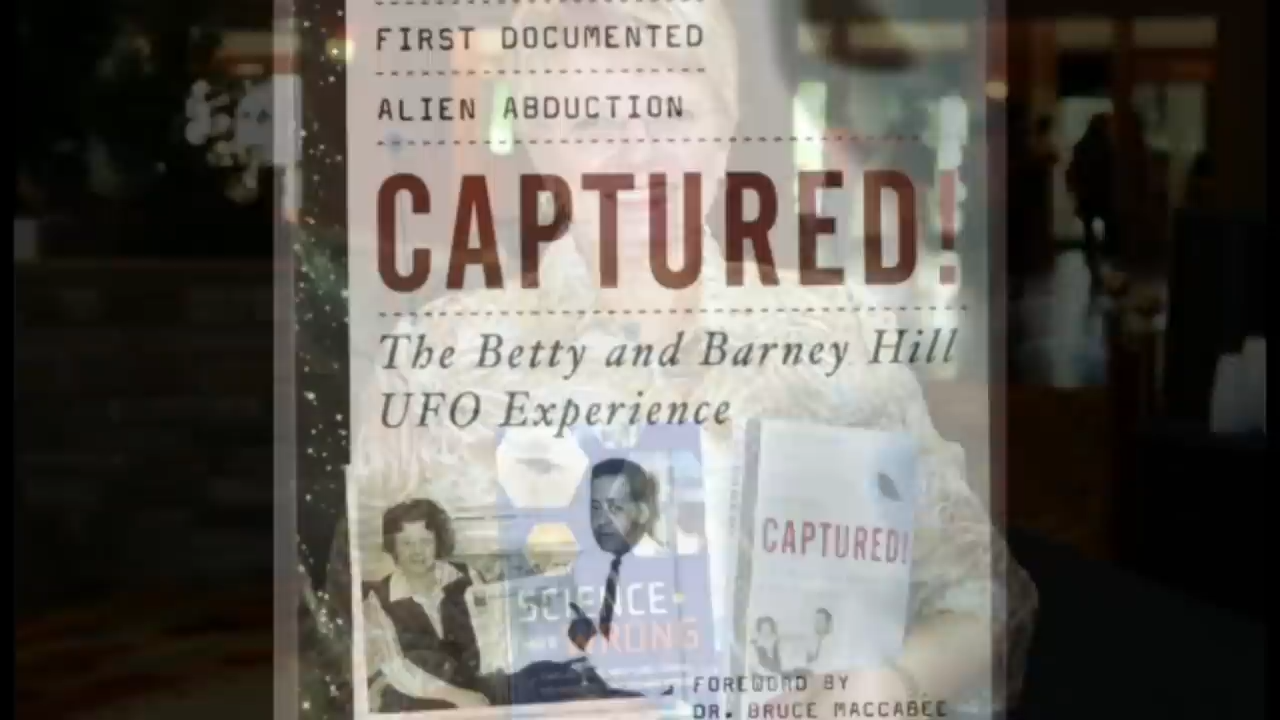 FIRST DOCUMENTED
ALIEN ABDUCTION
CAPTURED!
The Betty and Barney Hill
UFO Experience
CAPTURED!
SCIENCE
WRONG
FOREWORD BY
DR. BRUCE MACCABEE